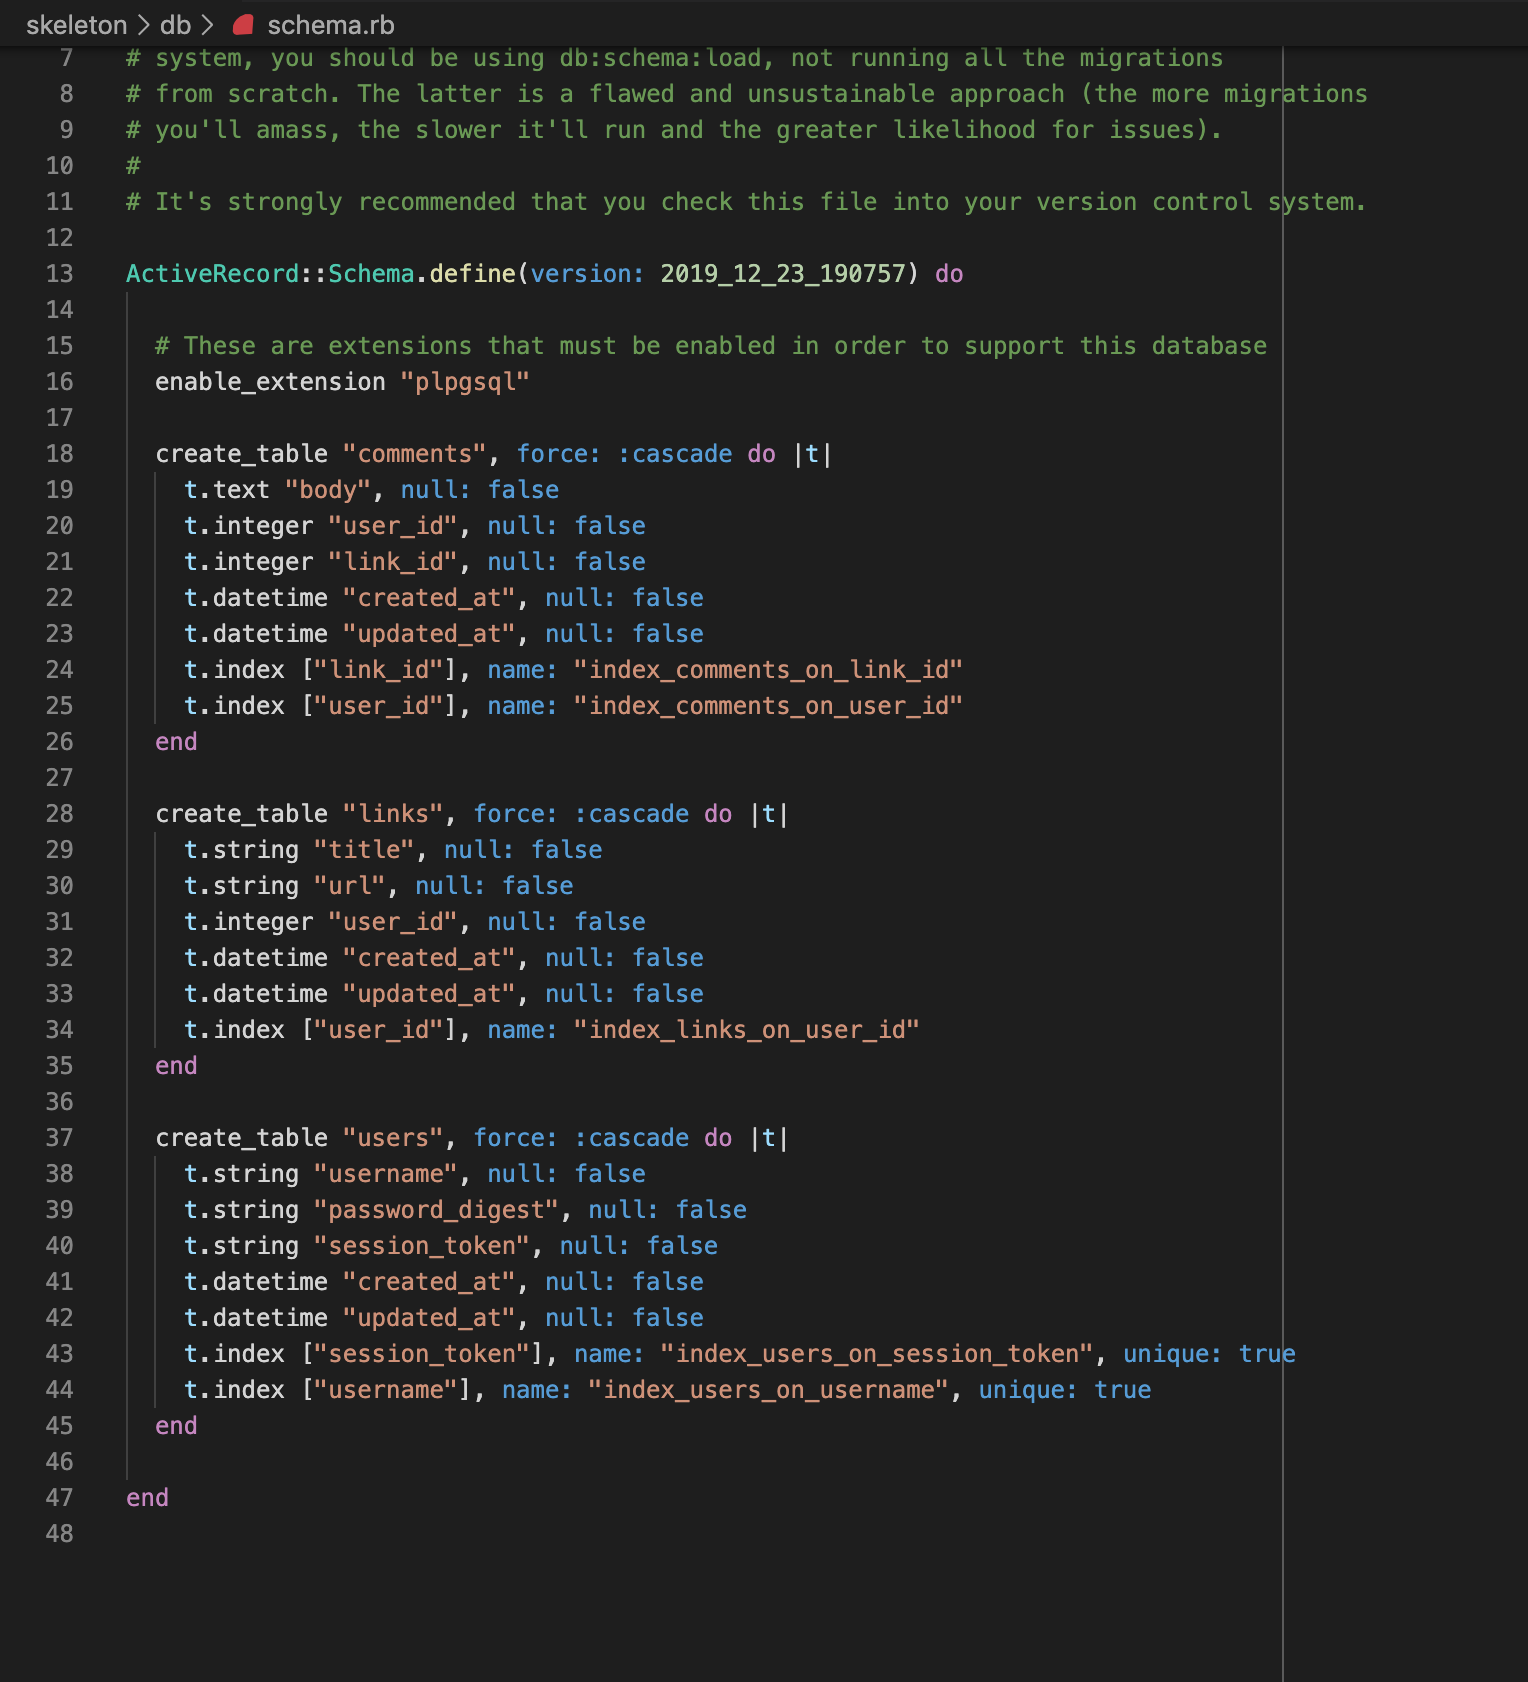 skeleton > db > schema.rb
7 # system, you should be using db:schema:load, not running all the migrations
8 # from scratch. The latter is a flawed and unsustainable approach (the more migrations
9 # you'll amass, the slower it'll run and the greater likelihood for issues).
10 #
11 # It's strongly recommended that you check this file into your version control system.
12
13 ActiveRecord::Schema.define(version: 2019_12_23_190757) do
14
15   # These are extensions that must be enabled in order to support this database
16   enable_extension "plpgsql"
17
18   create_table "comments", force: :cascade do |t|
19     t.text "body", null: false
20     t.integer "user_id", null: false
21     t.integer "link_id", null: false
22     t.datetime "created_at", null: false
23     t.datetime "updated_at", null: false
24     t.index ["link_id"], name: "index_comments_on_link_id"
25     t.index ["user_id"], name: "index_comments_on_user_id"
26   end
27
28   create_table "links", force: :cascade do |t|
29     t.string "title", null: false
30     t.string "url", null: false
31     t.integer "user_id", null: false
32     t.datetime "created_at", null: false
33     t.datetime "updated_at", null: false
34     t.index ["user_id"], name: "index_links_on_user_id"
35   end
36
37   create_table "users", force: :cascade do |t|
38     t.string "username", null: false
39     t.string "password_digest", null: false
40     t.string "session_token", null: false
41     t.datetime "created_at", null: false
42     t.datetime "updated_at", null: false
43     t.index ["session_token"], name: "index_users_on_session_token", unique: true
44     t.index ["username"], name: "index_users_on_username", unique: true
45   end
46
47 end
48